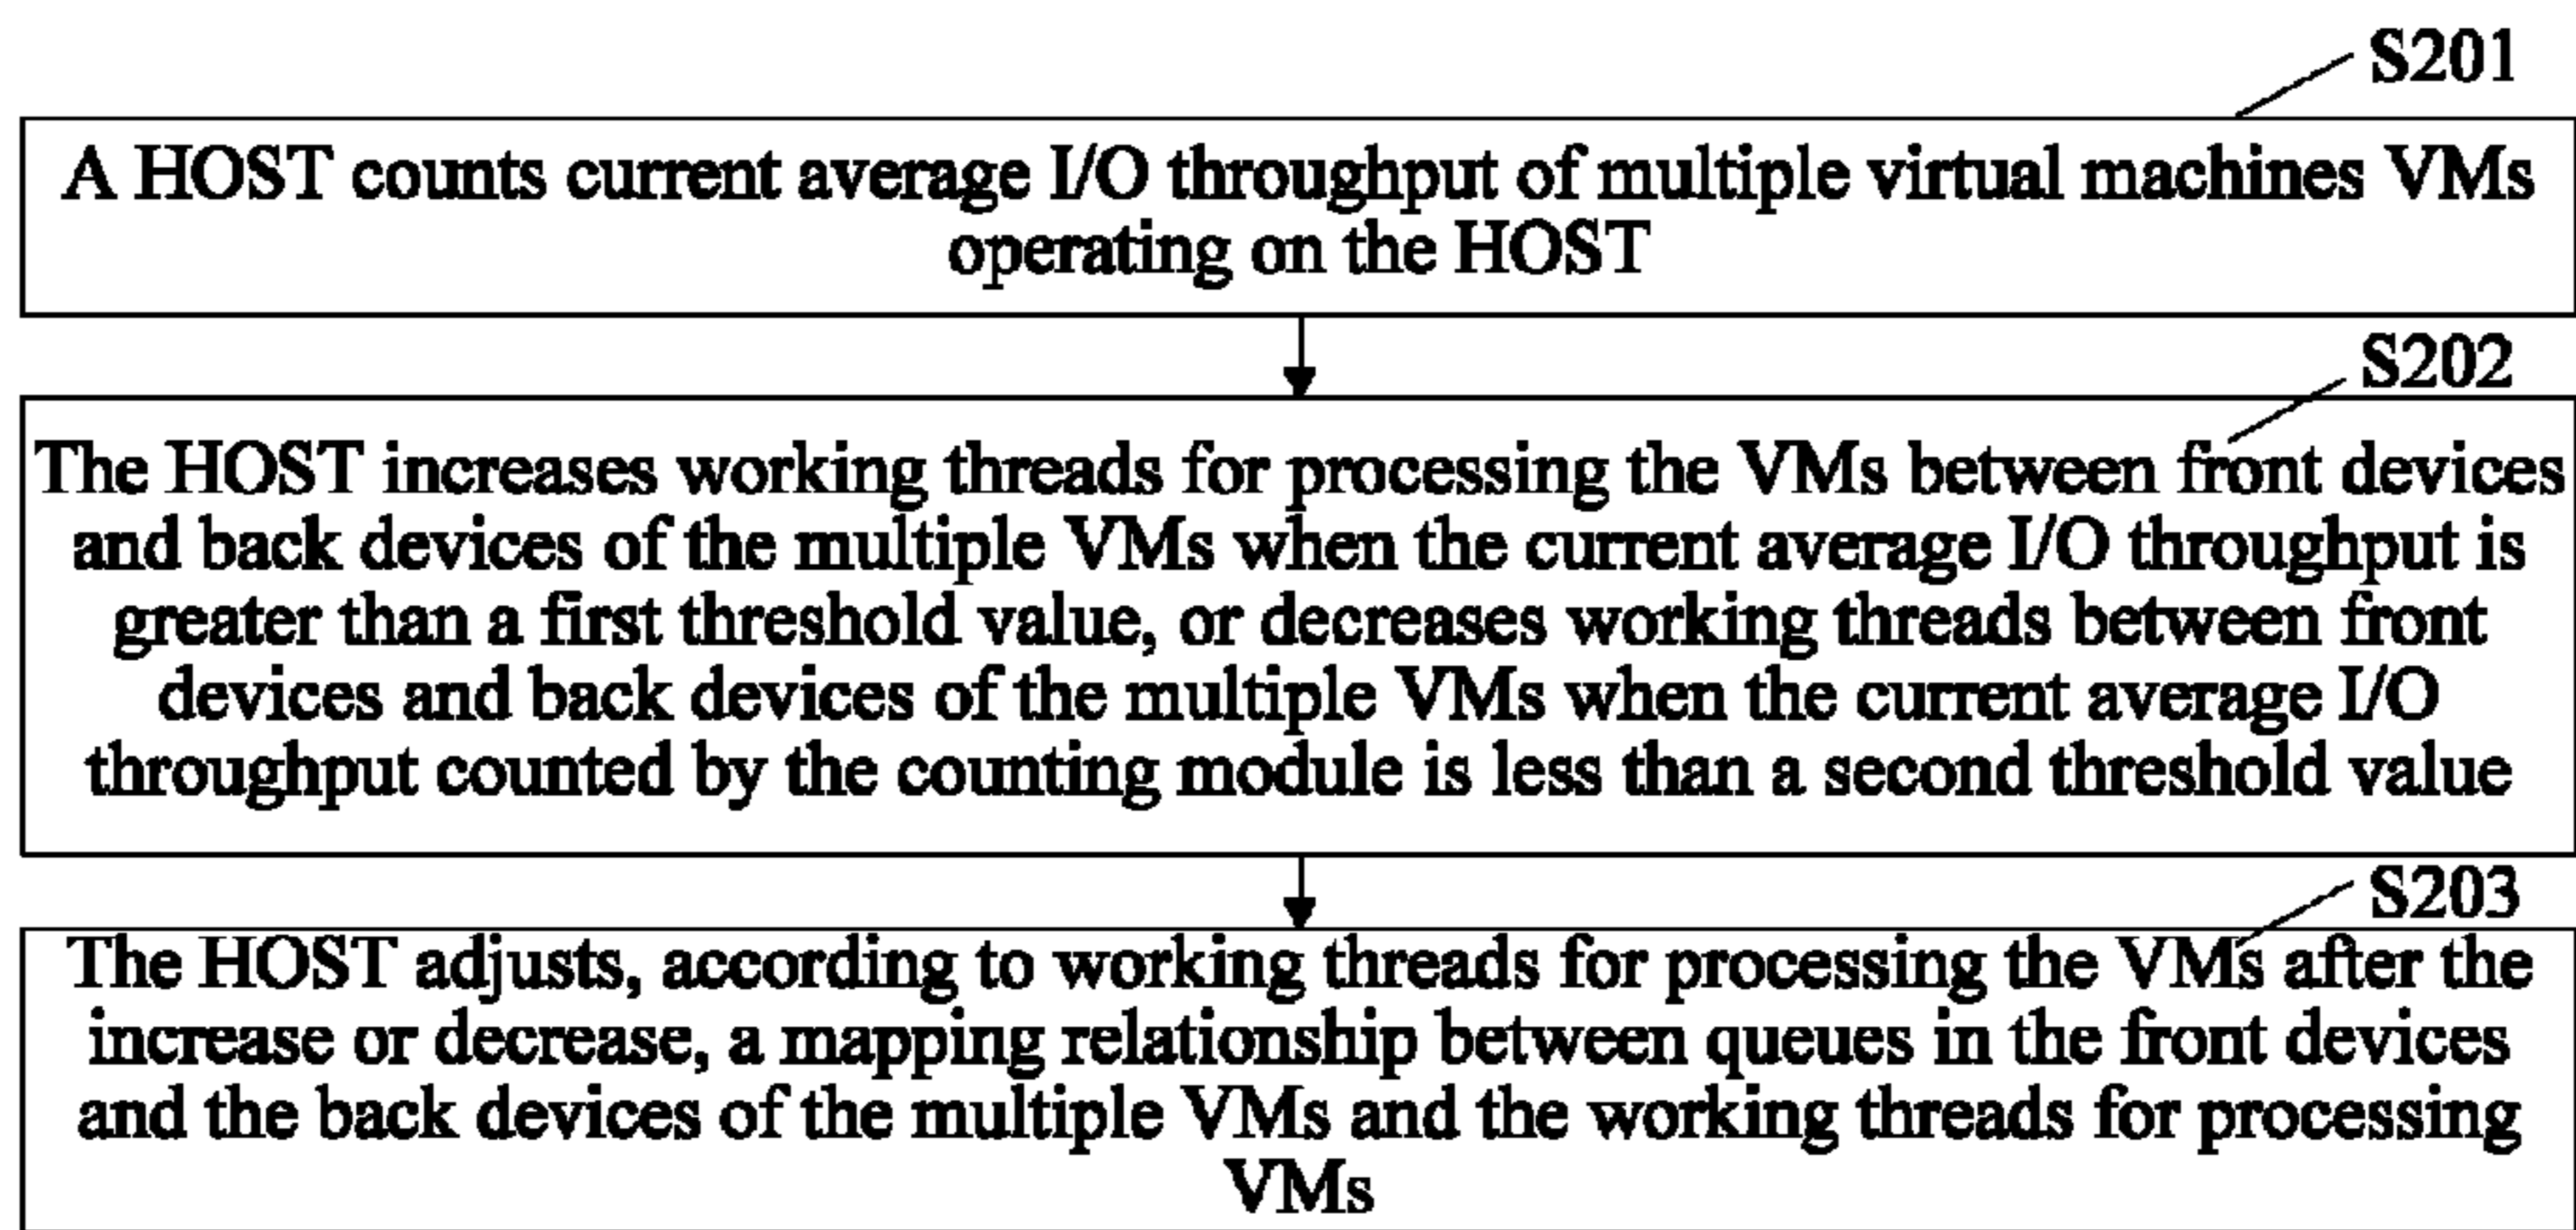 S201
A HOST counts current average I/O throughput of multiple virtual machines VMs
operating on the HOST
S202
The HOST increases working threads for processing the VMs between front devices
and back devices of the multiple VMs when the current average I/O throughput is
greater than a first threshold value, or decreases working threads between front
devices and back devices of the multiple VMs when the current average I/O
throughput counted by the counting module is less than a second threshold value
S203
The HOST adjusts, according to working threads for processing the VMs after the
increase or decrease, a mapping relationship between queues in the front devices
and the back devices of the multiple VMs and the working threads for processing
VMs